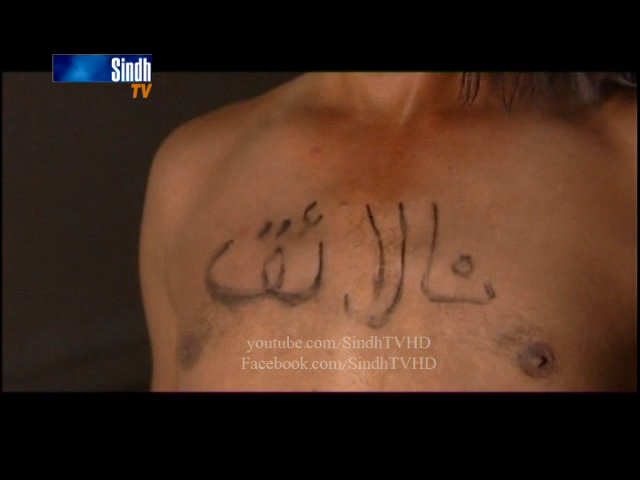 Sindh
TV
نالائق
youtube.com/SindhTVHD
Facebook.com/SindhTVHD